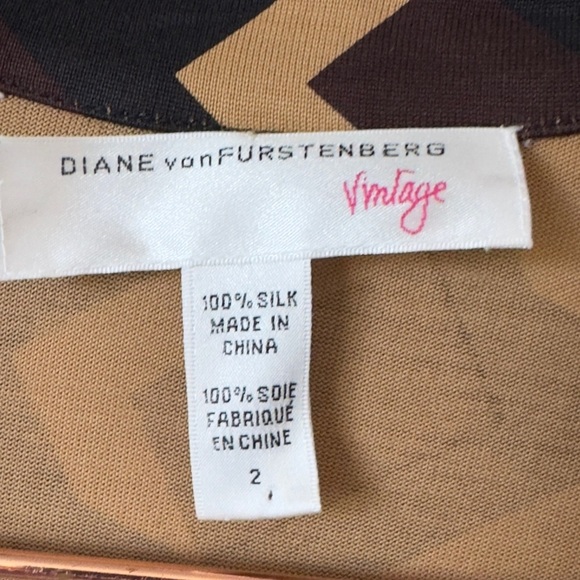 DIANE vonFURSTENBERG
Vintage
100% SILK
MADE IN
CHINA
100% SOIE
FABRIQUÉ
EN CHINE
2